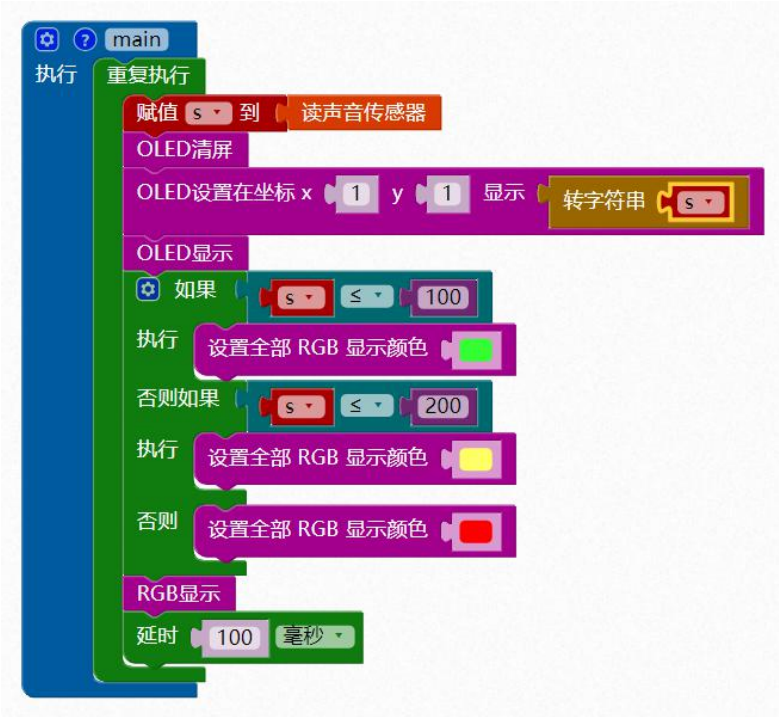 ? main
执行 重复执行
赋值 s 到 读声音传感器
OLED清屏
OLED设置在坐标 x 1 y 1 显示 转字符串 s
OLED显示
如果 s ≤ 100
执行 设置全部 RGB 显示颜色
否则如果 s ≤ 200
执行 设置全部 RGB 显示颜色
否则 设置全部 RGB 显示颜色
RGB显示
延时 100 毫秒